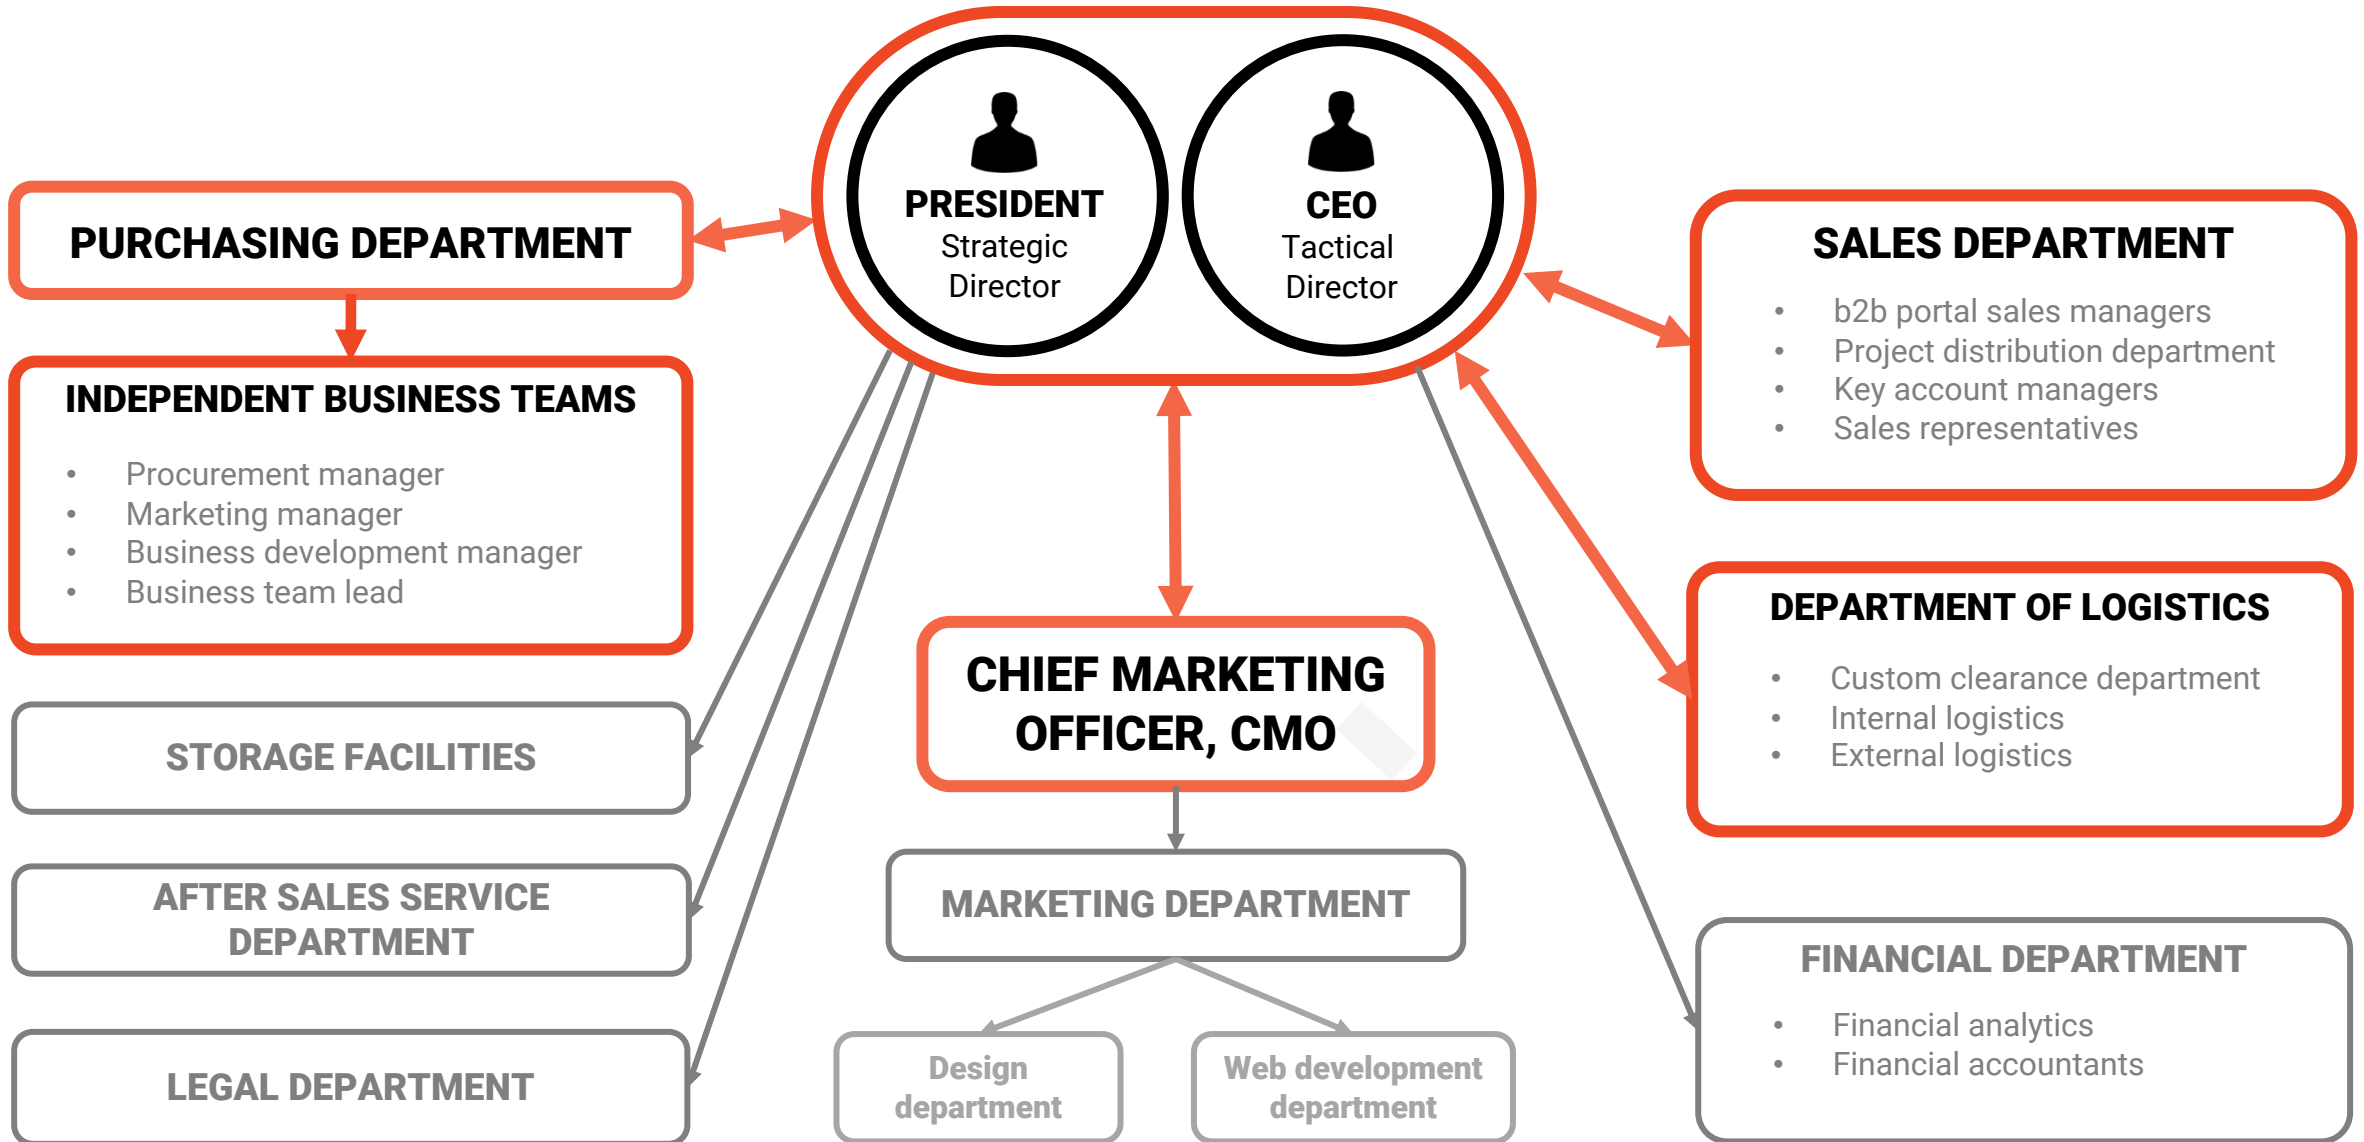 PRESIDENT
Strategic
Director
CEO
Tactical
Director
PURCHASING DEPARTMENT
INDEPENDENT BUSINESS TEAMS
• Procurement manager
• Marketing manager
• Business development manager
• Business team lead
STORAGE FACILITIES
AFTER SALES SERVICE
DEPARTMENT
LEGAL DEPARTMENT
CHIEF MARKETING
OFFICER, CMO
MARKETING DEPARTMENT
Design
department
Web development
department
SALES DEPARTMENT
• b2b portal sales managers
• Project distribution department
• Key account managers
• Sales representatives
DEPARTMENT OF LOGISTICS
• Custom clearance department
• Internal logistics
• External logistics
FINANCIAL DEPARTMENT
• Financial analytics
• Financial accountants